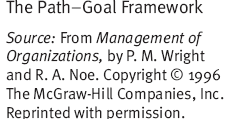 The Path–Goal Framework
Source: From Management of
Organizations, by P. M. Wright
and R. A. Noe. Copyright © 1996
The McGraw-Hill Companies, Inc.
Reprinted with permission.